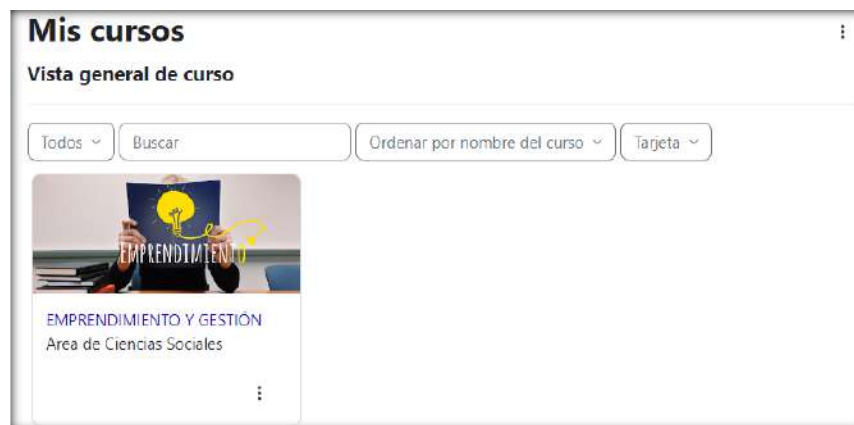 Mis cursos
Vista general de curso
Todos
Buscar
Ordenar por nombre del curso
Tarjeta
EMPRENDIMIENTO
EMPRENDIMIENTO Y GESTIÓN
Area de Ciencias Sociales